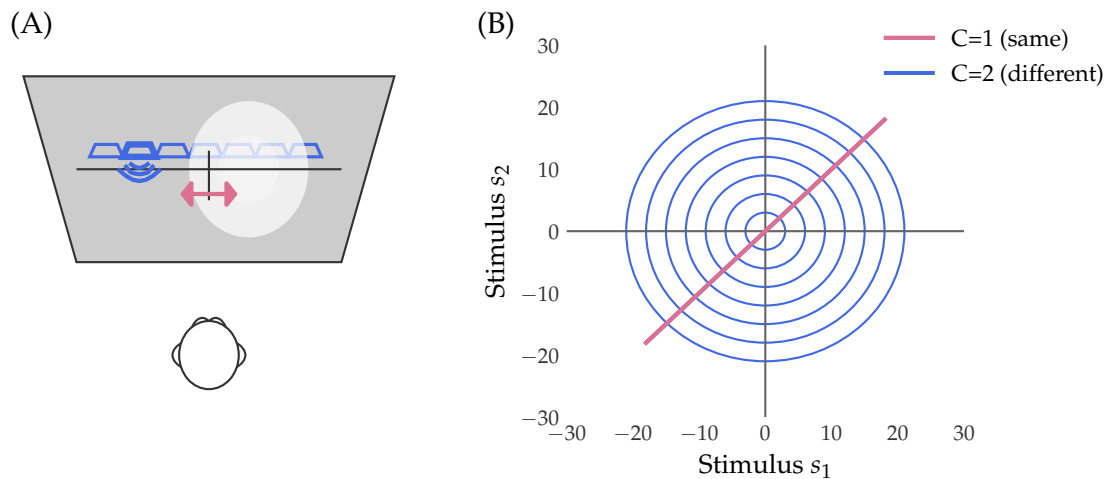 (A)
(B)
C=1 (same)
C=2 (different)
Stimulus s₂
30
20
10
0
−10
−20
−30
−30 −20 −10 0 10 20 30
Stimulus s₁